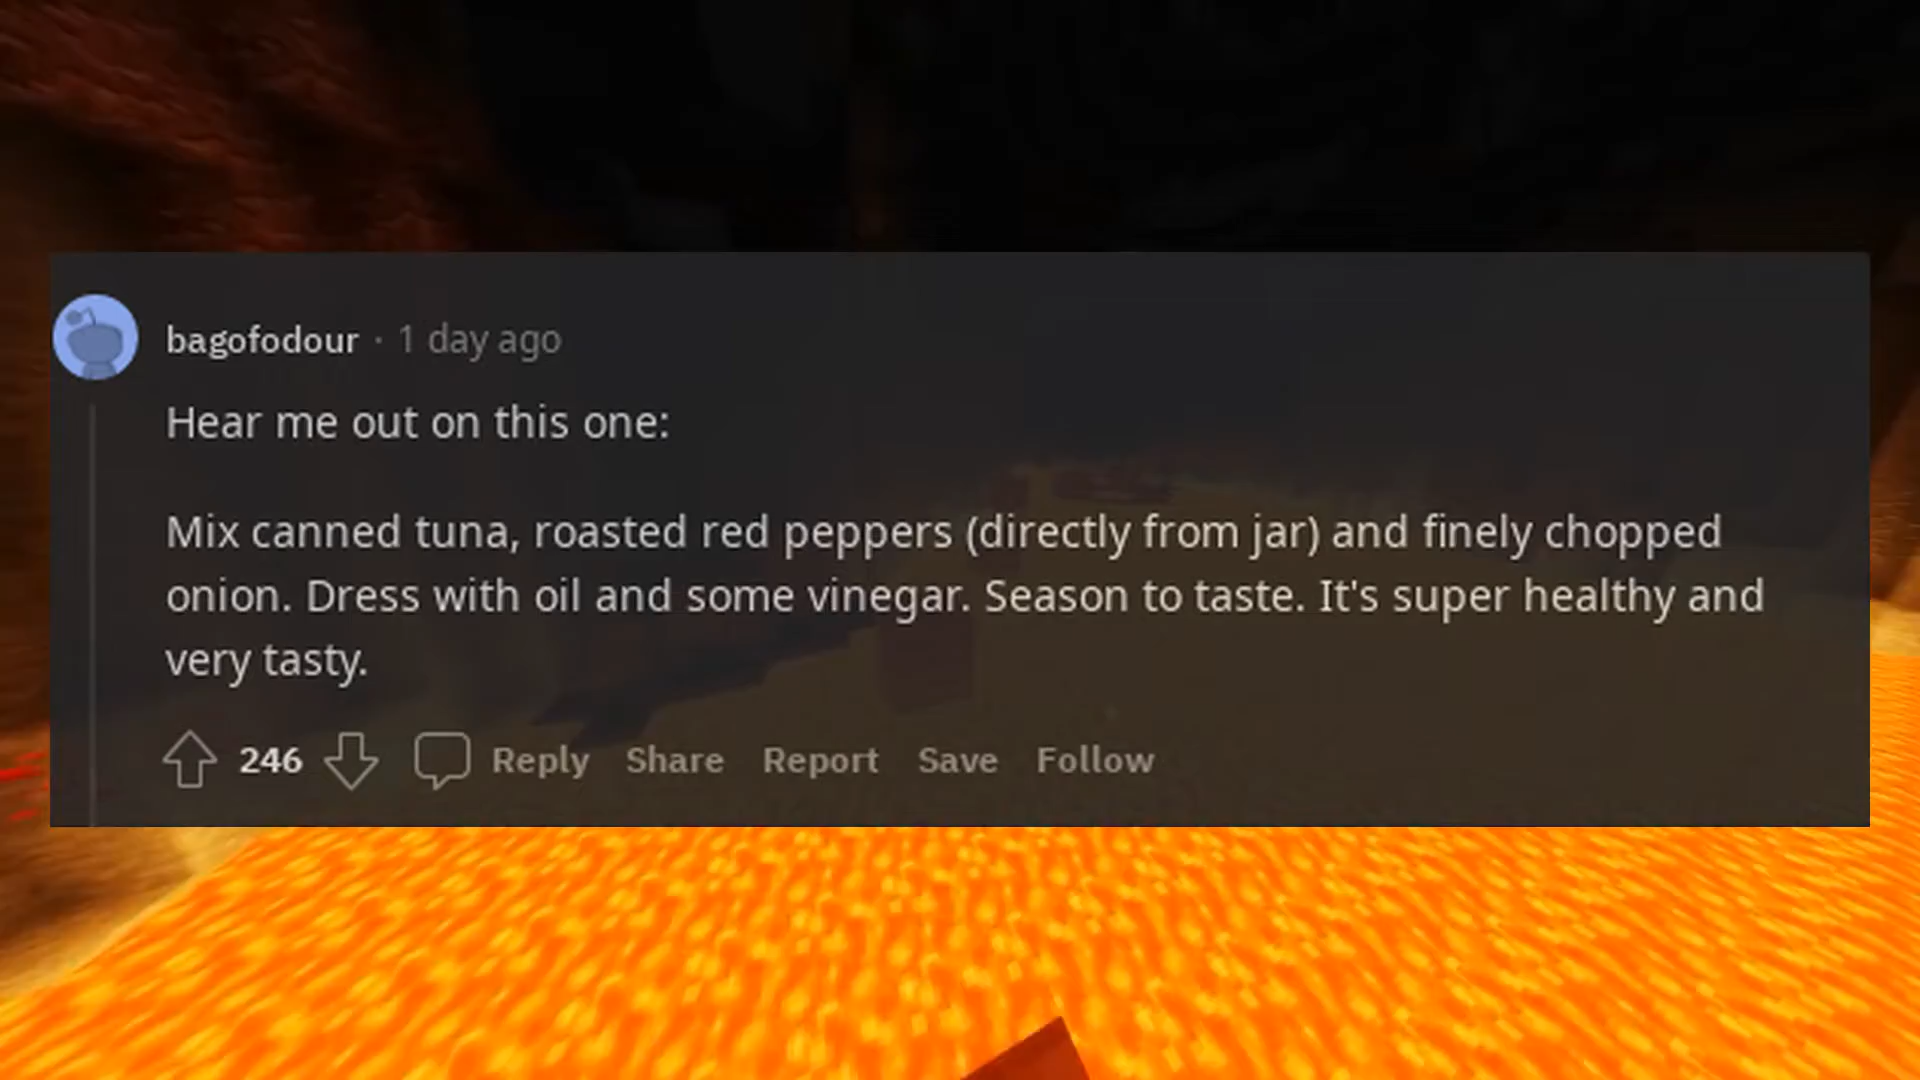 bagofodour · 1 day ago
Hear me out on this one:
Mix canned tuna, roasted red peppers (directly from jar) and finely chopped
onion. Dress with oil and some vinegar. Season to taste. It's super healthy and
very tasty.
246 Reply Share Report Save Follow